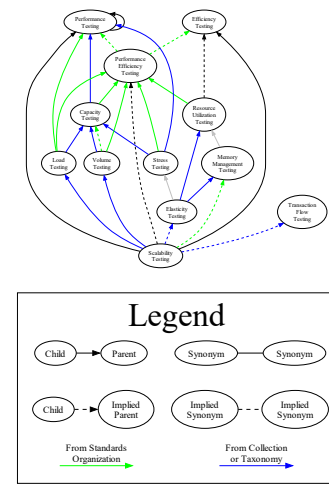 Performance
Testing
Efficiency
Testing
Performance
Efficiency
Testing
Capacity
Testing
Resource
Utilization
Testing
Load
Testing
Volume
Testing
Stress
Testing
Memory
Management
Testing
Elasticity
Testing
Transaction
Flow
Testing
Scalability
Testing
Legend
Child
Parent
Synonym
Synonym
Child
Implied
Parent
Implied
Synonym
Implied
Synonym
From Standards
Organization
From Collection
or Taxonomy